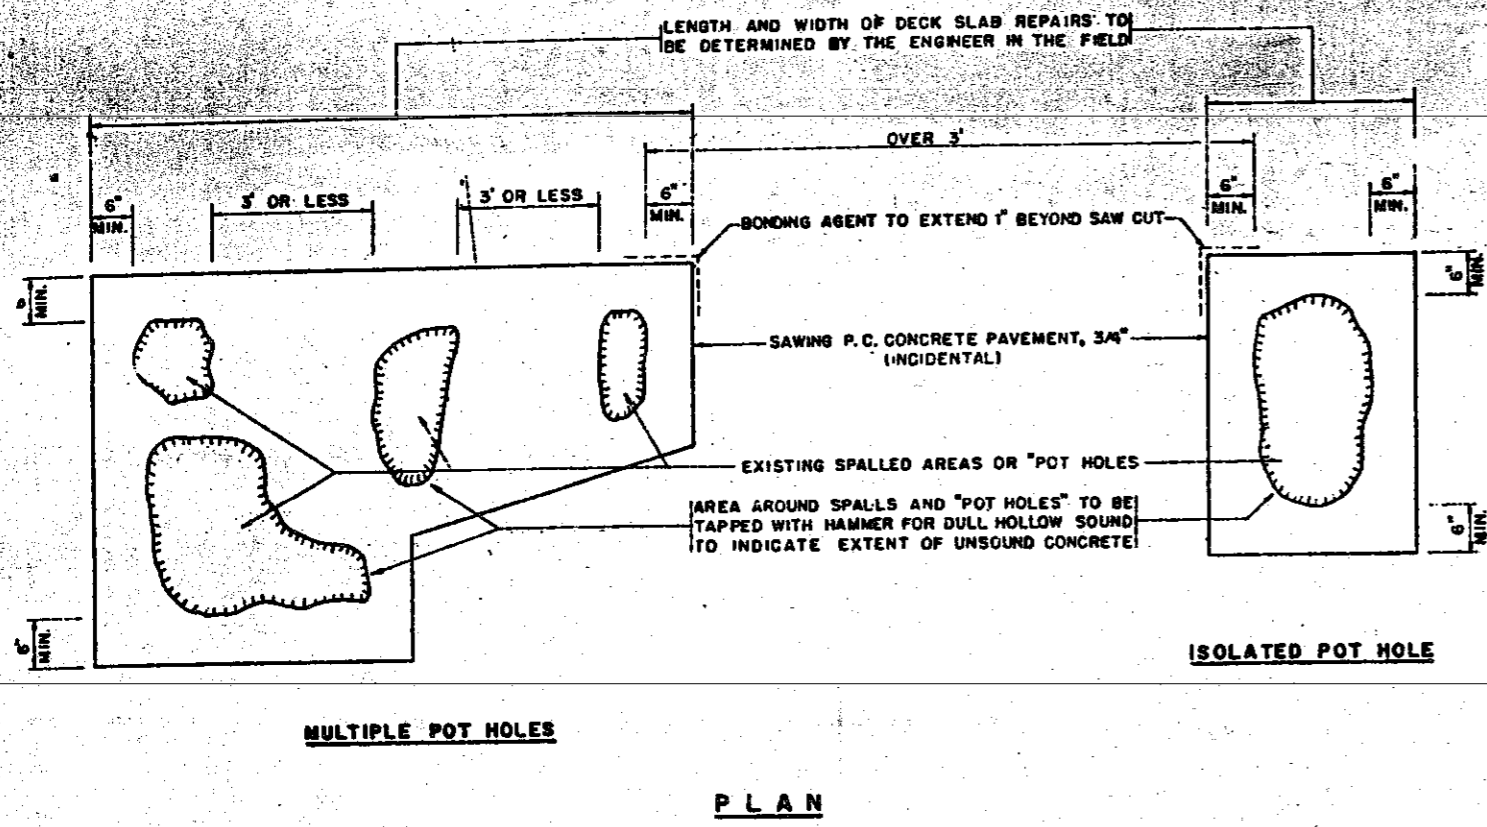 LENGTH AND WIDTH OF DECK SLAB REPAIRS TO
BE DETERMINED BY THE ENGINEER IN THE FIELD
OVER 3'
6"
MIN.
3' OR LESS
3' OR LESS
6"
MIN.
6"
MIN.
6"
MIN.
BONDING AGENT TO EXTEND 1" BEYOND SAW CUT
MIN.
6"
MIN.
SAWING P.C. CONCRETE PAVEMENT, 3/4"
(INCIDENTAL)
EXISTING SPALLED AREAS OR "POT HOLES
AREA AROUND SPALLS AND "POT HOLES" TO BE
TAPPED WITH HAMMER FOR DULL HOLLOW SOUND
TO INDICATE EXTENT OF UNSOUND CONCRETE
6"
MIN.
6"
MIN.
ISOLATED POT HOLE
MULTIPLE POT HOLES
PLAN